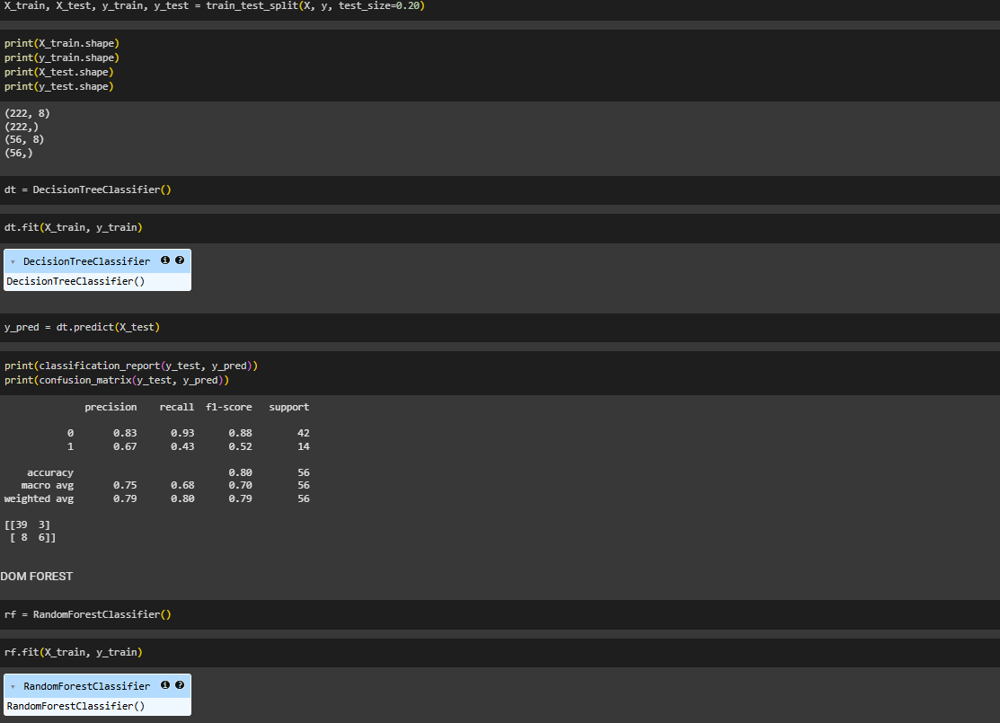 X_train, X_test, y_train, y_test = train_test_split(X, y, test_size=0.20)
print(X_train.shape)
print(y_train.shape)
print(X_test.shape)
print(y_test.shape)
(222, 8)
(222,)
(56, 8)
(56,)
dt = DecisionTreeClassifier()
dt.fit(X_train, y_train)
DecisionTreeClassifier i ?
DecisionTreeClassifier()
y_pred = dt.predict(X_test)
print(classification_report(y_test, y_pred))
print(confusion_matrix(y_test, y_pred))
precision recall f1-score support
0 0.83 0.93 0.88 42
1 0.67 0.43 0.52 14
accuracy 0.80 56
macro avg 0.75 0.68 0.70 56
weighted avg 0.79 0.80 0.79 56
[[39 3]
[ 8 6]]
DOM FOREST
rf = RandomForestClassifier()
rf.fit(X_train, y_train)
RandomForestClassifier i ?
RandomForestClassifier()